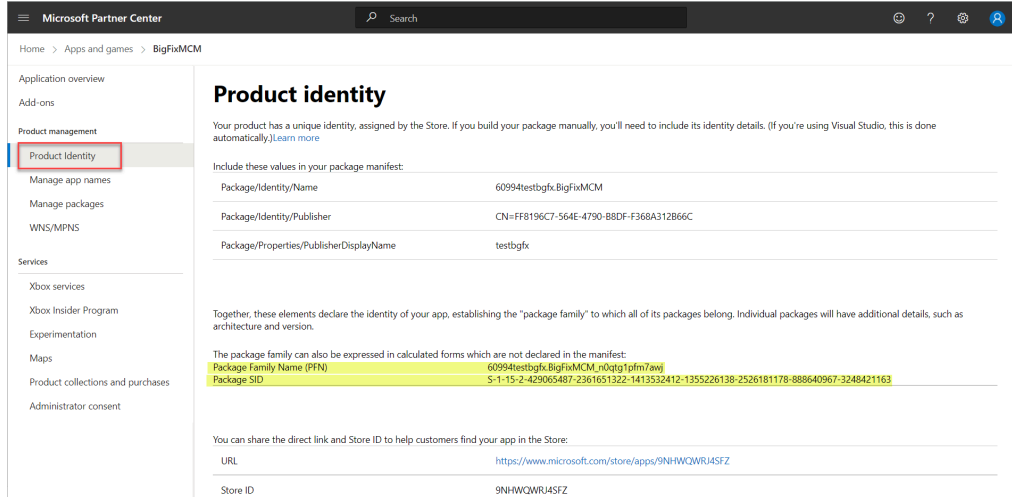 Microsoft Partner Center
Search
Home > Apps and games > BigFixMCM
Application overview
Add-ons
Product management
Product Identity
Manage app names
Manage packages
WNS/MPNS
Services
Xbox services
Xbox Insider Program
Experimentation
Maps
Product collections and purchases
Administrator consent
Product identity
Your product has a unique identity, assigned by the Store. If you build your package manually, you'll need to include its identity details. (If you're using Visual Studio, this is done
automatically.)Learn more
Include these values in your package manifest:
Package/Identity/Name 60994testbgfx.BigFixMCM
Package/Identity/Publisher CN=FF8196C7-564E-4790-B8DF-F368A312B66C
Package/Properties/PublisherDisplayName testbgfx
Together, these elements declare the identity of your app, establishing the "package family" to which all of its packages belong. Individual packages will have additional details, such as
architecture and version.
The package family can also be expressed in calculated forms which are not declared in the manifest:
Package Family Name (PFN) 60994testbgfx.BigFixMCM_n0qtg1pfm7awj
Package SID S-1-15-2-429065487-2361651322-1413532412-1355226138-2526181178-888640967-3248421163
You can share the direct link and Store ID to help customers find your app in the Store:
URL https://www.microsoft.com/store/apps/9NHWQWRJ4SFZ
Store ID 9NHWQWRJ4SFZ